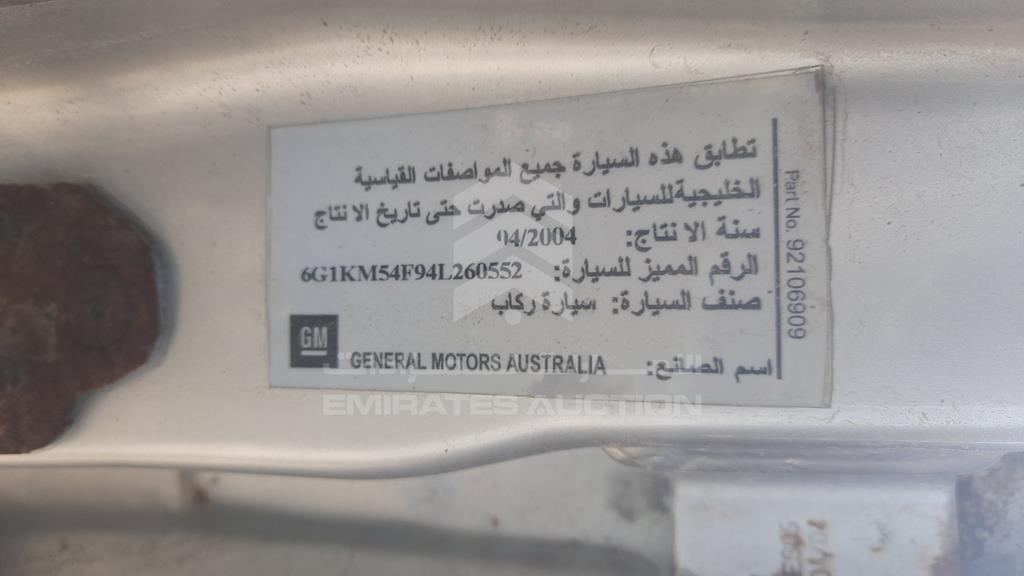 تطابق هذه السيارة جميع المواصفات القياسية
الخليجية للسيارات والتي صدرت حتى تاريخ الانتاج
سنة الانتاج: 04/2004
الرقم المميز للسيارة: 6G1KM54F94L260552
صنف السيارة: سيارة ركاب
اسم الصانع: GENERAL MOTORS AUSTRALIA
GM
Part No. 92106909
EMIRATES AUCTION